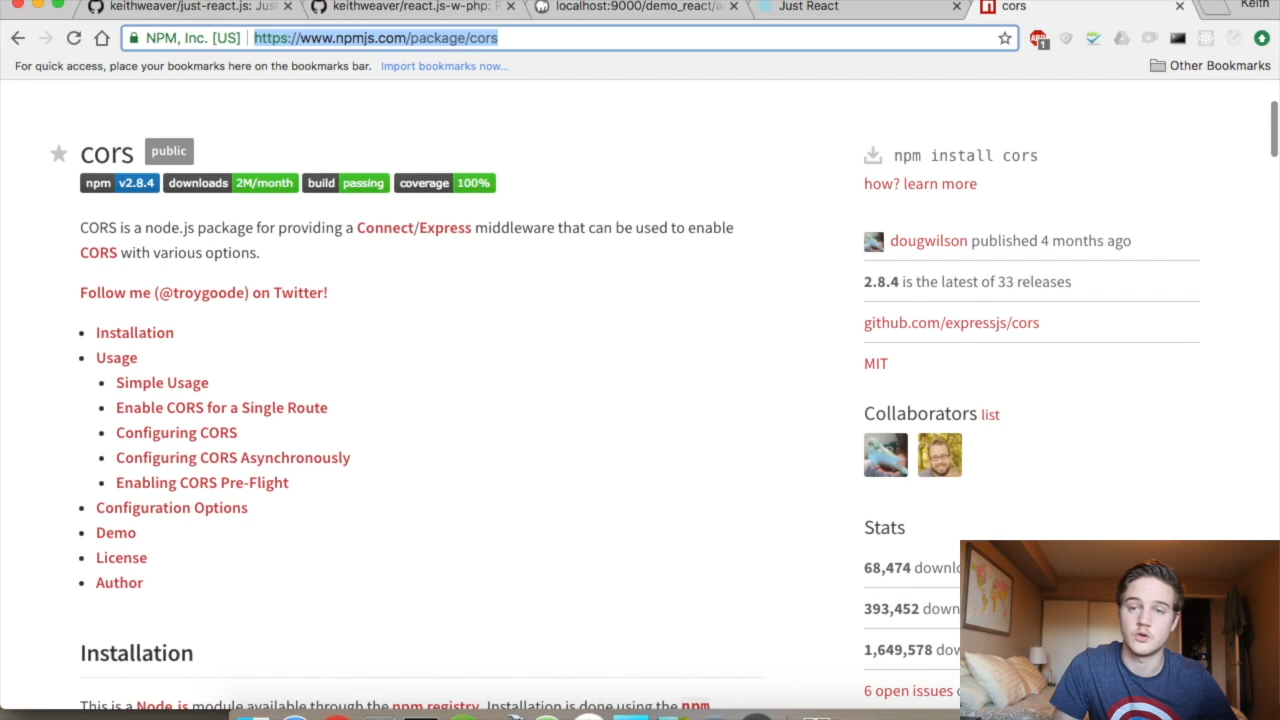 keithweaver/just-react.js: Jus
keithweaver/react.js-w-php: R
localhost:9000/demo_react/a
Just React
cors
Keith
NPM, Inc. [US]
https://www.npmjs.com/package/cors
1
For quick access, place your bookmarks here on the bookmarks bar. Import bookmarks now...
Other Bookmarks
cors public
npm v2.8.4 downloads 2M/month build passing coverage 100%
CORS is a node.js package for providing a Connect/Express middleware that can be used to enable
CORS with various options.
Follow me (@troygoode) on Twitter!
Installation
Usage
Simple Usage
Enable CORS for a Single Route
Configuring CORS
Configuring CORS Asynchronously
Enabling CORS Pre-Flight
Configuration Options
Demo
License
Author
Installation
This is a Node.js module available through the npm registry. Installation is done using the npm
npm install cors
how? learn more
dougwilson published 4 months ago
2.8.4 is the latest of 33 releases
github.com/expressjs/cors
MIT
Collaborators list
Stats
68,474 downl
393,452 down
1,649,578 dow
6 open issues